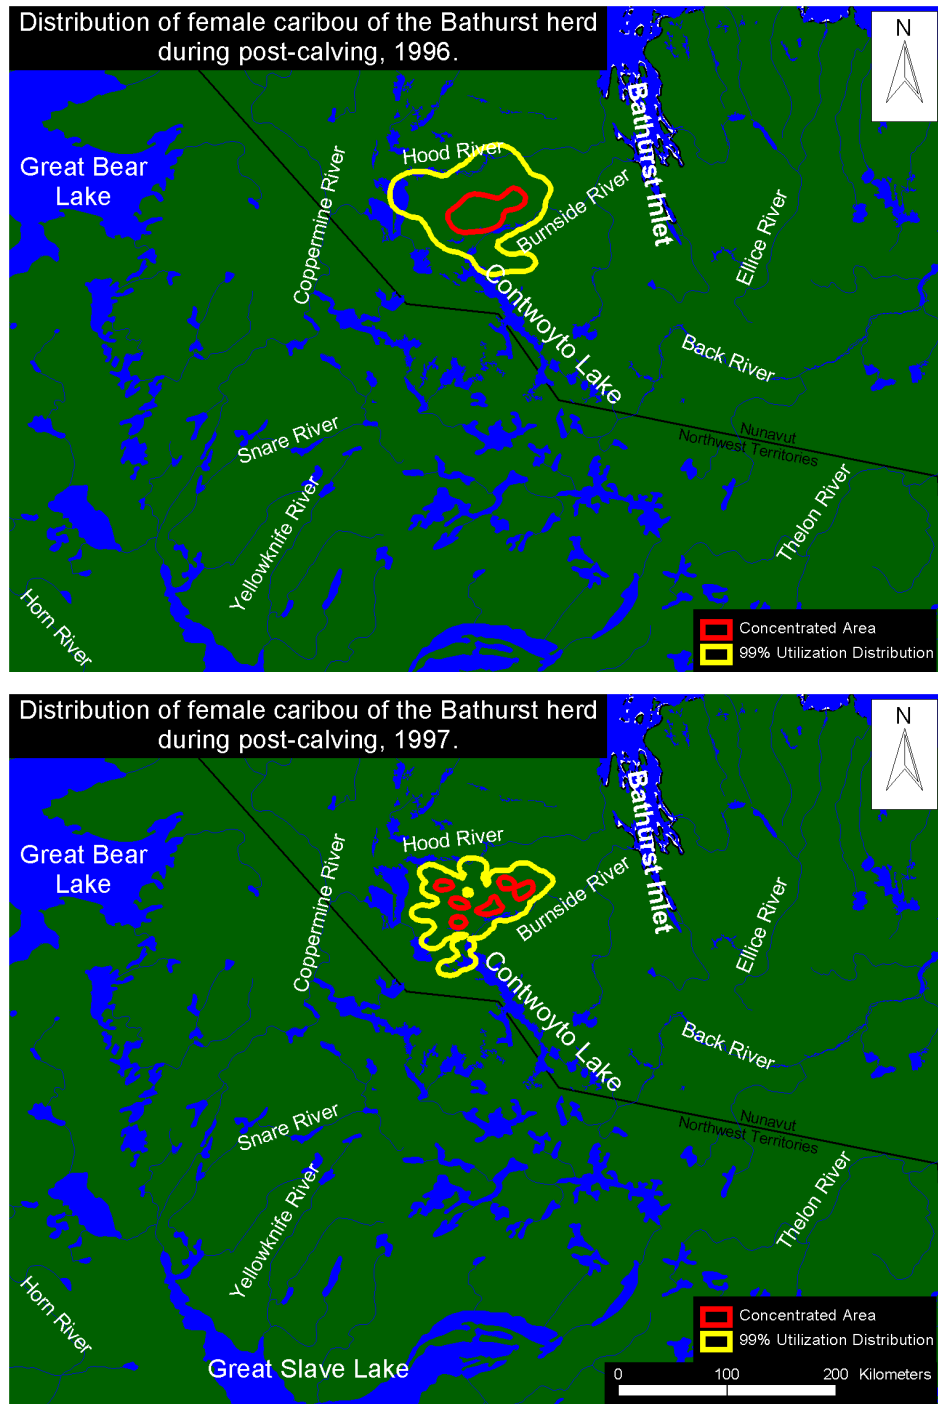 Distribution of female caribou of the Bathurst herd
during post-calving, 1996.
N
Great Bear
Lake
Coppermine River
Hood River
Burnside River
Bathurst Inlet
Ellice River
Contwoyto Lake
Back River
Nunavut
Northwest Territories
Snare River
Yellowknife River
Thelon River
Horn River
Concentrated Area
99% Utilization Distribution
Distribution of female caribou of the Bathurst herd
during post-calving, 1997.
N
Great Bear
Lake
Coppermine River
Hood River
Burnside River
Bathurst Inlet
Ellice River
Contwoyto Lake
Back River
Nunavut
Northwest Territories
Snare River
Yellowknife River
Thelon River
Horn River
Great Slave Lake
Concentrated Area
99% Utilization Distribution
0 100 200 Kilometers